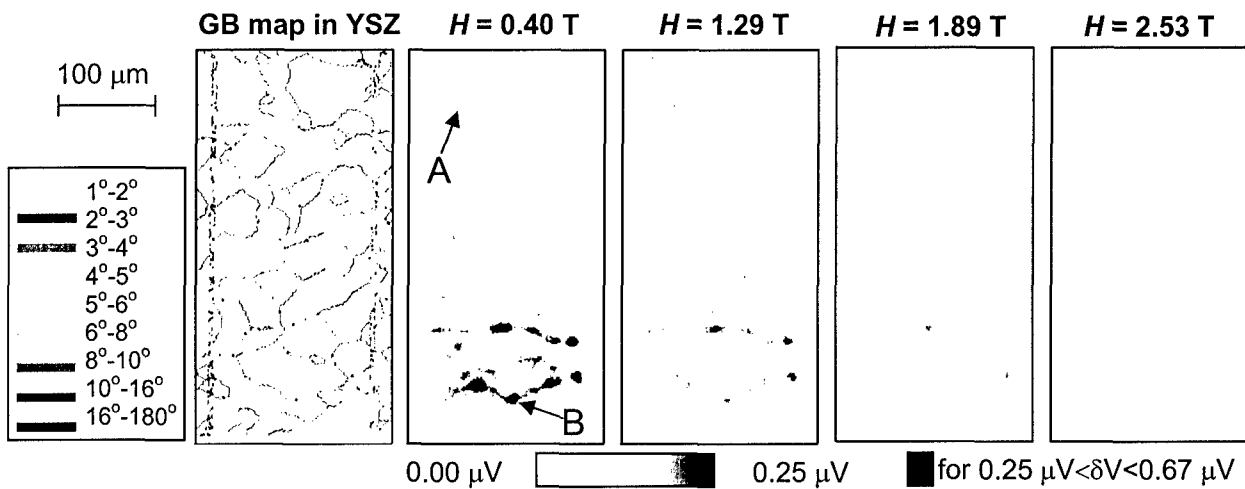 GB map in YSZ
H = 0.40 T
H = 1.29 T
H = 1.89 T
H = 2.53 T
100 μm
1°-2°
2°-3°
3°-4°
4°-5°
5°-6°
6°-8°
8°-10°
10°-16°
16°-180°
A
B
0.00 μV
0.25 μV
for 0.25 μV<δV<0.67 μV